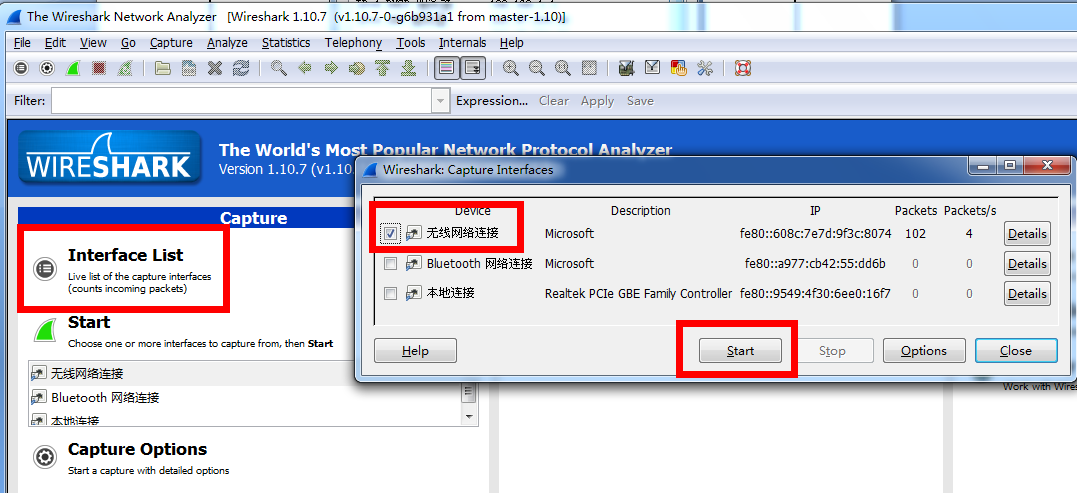 The Wireshark Network Analyzer [Wireshark 1.10.7 (v1.10.7-0-g6b931a1 from master-1.10)]
File Edit View Go Capture Analyze Statistics Telephony Tools Internals Help
Filter: Expression... Clear Apply Save
WIRESHARK
The World's Most Popular Network Protocol Analyzer
Version 1.10.7 (v1.10.
Capture
Interface List
Live list of the capture interfaces
(counts incoming packets)
Start
Choose one or more interfaces to capture from, then Start
无线网络连接
Bluetooth 网络连接
本地连接
Capture Options
Start a capture with detailed options
Wireshark: Capture Interfaces
Device Description IP Packets Packets/s
无线网络连接 Microsoft fe80::608c:7e7d:9f3c:8074 102 4 Details
Bluetooth 网络连接 Microsoft fe80::a977:cb42:55:dd6b 0 0 Details
本地连接 Realtek PCIe GBE Family Controller fe80::9549:4f30:6ee0:16f7 0 0 Details
Help Start Stop Options Close
Work with Wires